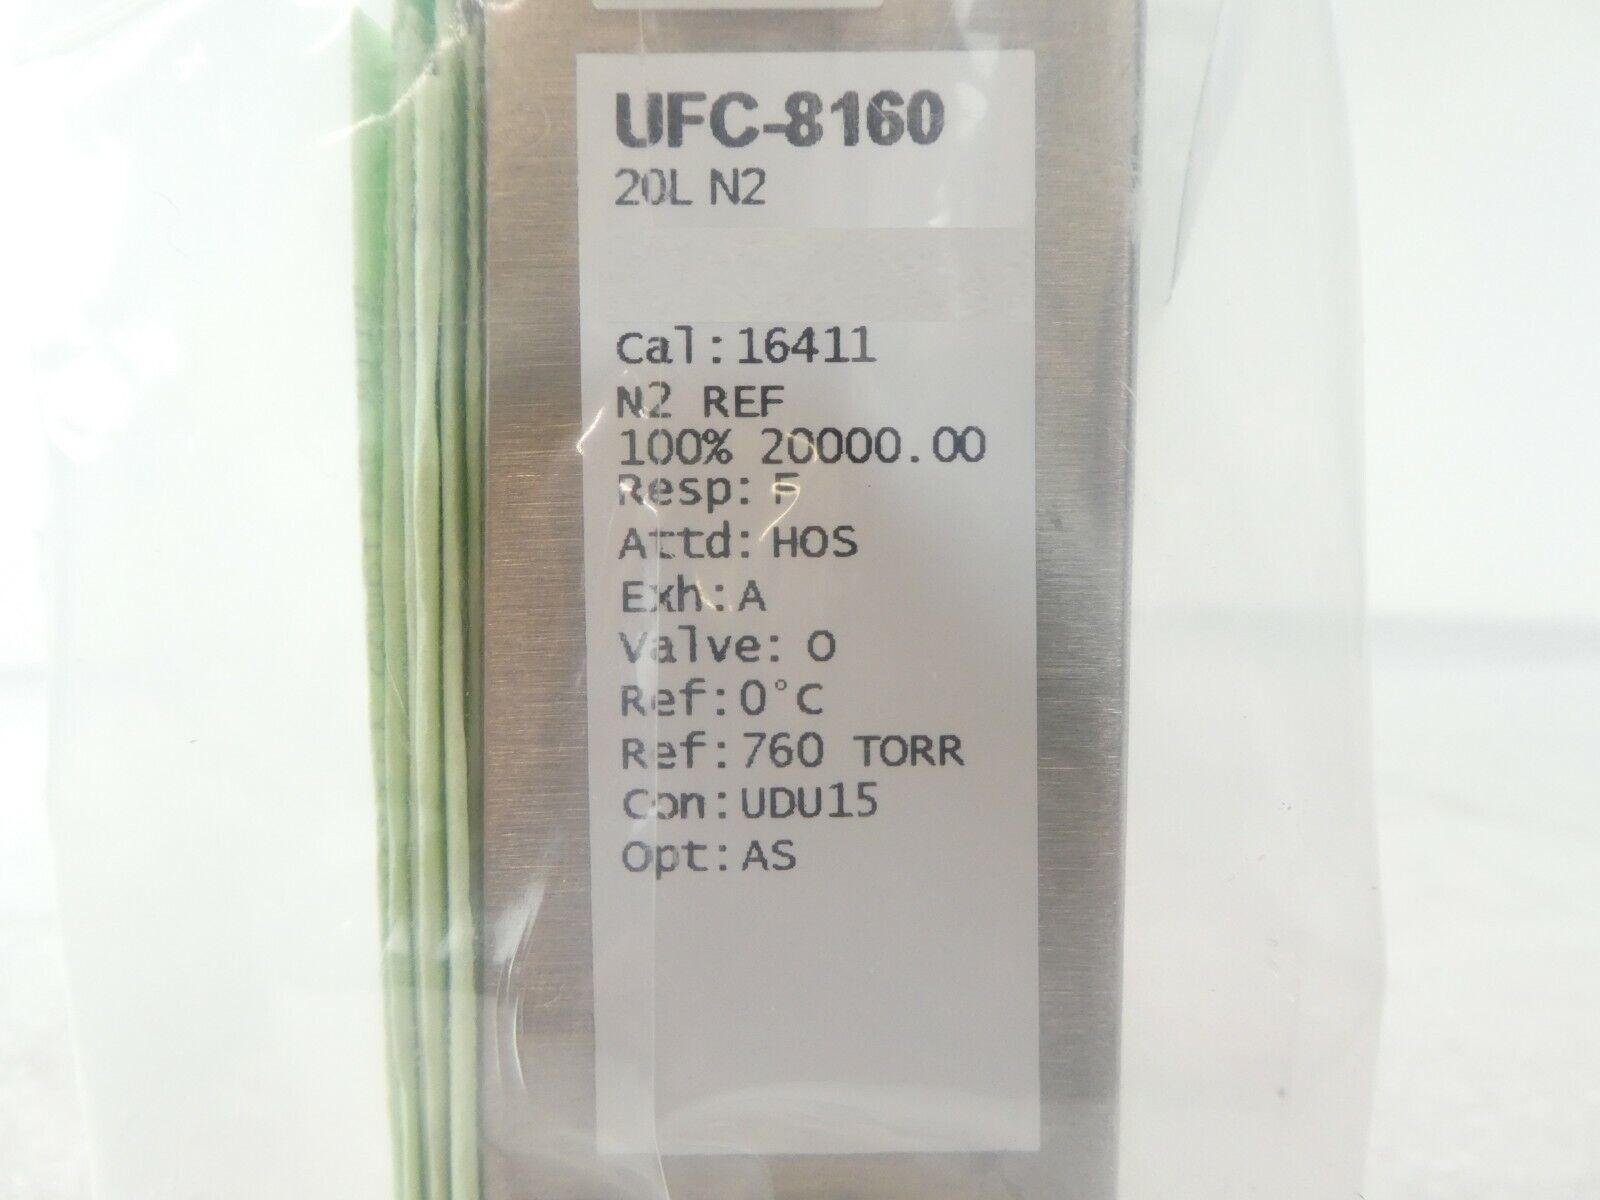 UFC-8160
20L N2
Cal:16411
N2 REF
100% 20000.00
Resp: F
Attd: HOS
Exh:A
Valve: O
Ref:0°C
Ref:760 TORR
Con:UDU15
Opt:AS